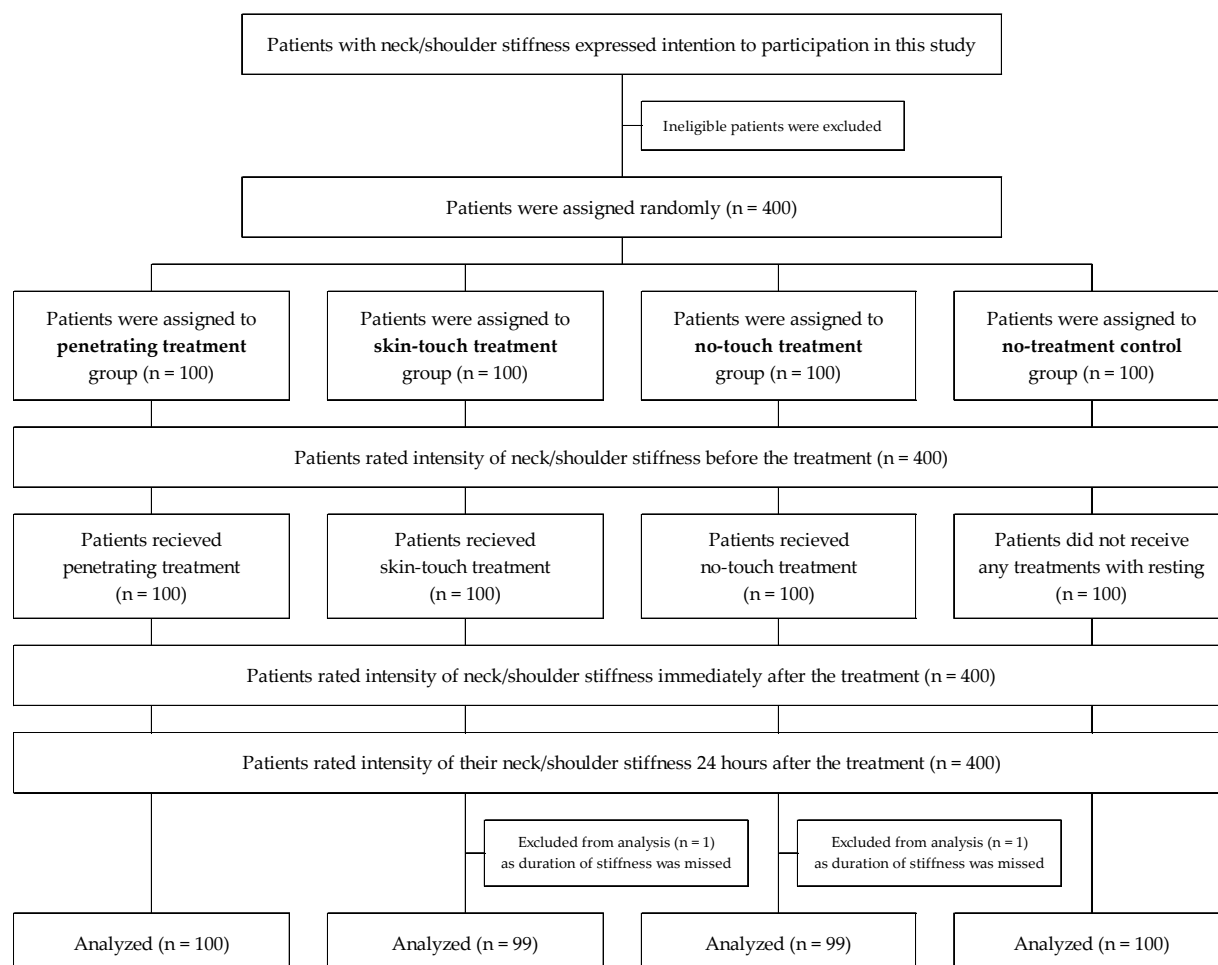 Patients with neck/shoulder stiffness expressed intention to participation in this study
Ineligible patients were excluded
Patients were assigned randomly (n = 400)
Patients were assigned to
penetrating treatment
group (n = 100)
Patients were assigned to
skin-touch treatment
group (n = 100)
Patients were assigned to
no-touch treatment
group (n = 100)
Patients were assigned to
no-treatment control
group (n = 100)
Patients rated intensity of neck/shoulder stiffness before the treatment (n = 400)
Patients recieved
penetrating treatment
(n = 100)
Patients recieved
skin-touch treatment
(n = 100)
Patients recieved
no-touch treatment
(n = 100)
Patients did not receive
any treatments with resting
(n = 100)
Patients rated intensity of neck/shoulder stiffness immediately after the treatment (n = 400)
Patients rated intensity of their neck/shoulder stiffness 24 hours after the treatment (n = 400)
Excluded from analysis (n = 1)
as duration of stiffness was missed
Excluded from analysis (n = 1)
as duration of stiffness was missed
Analyzed (n = 100)
Analyzed (n = 99)
Analyzed (n = 99)
Analyzed (n = 100)